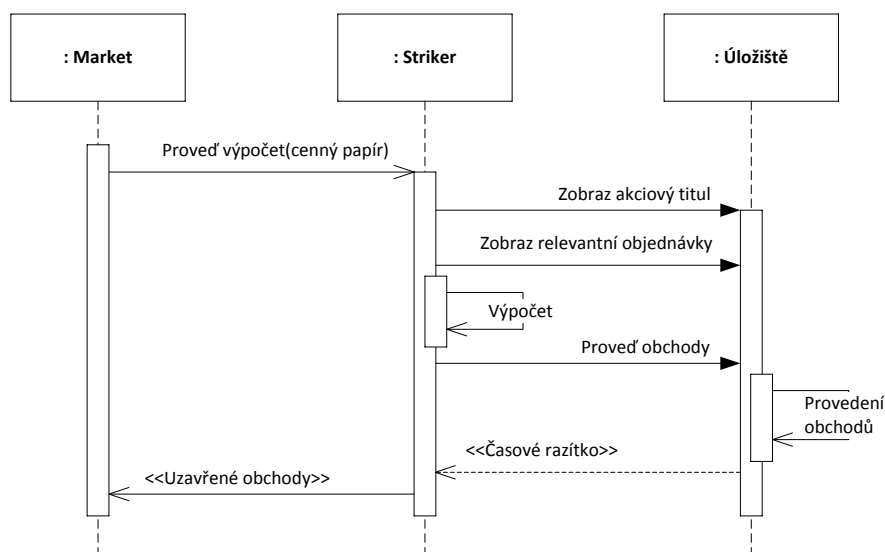 : Market
: Striker
: Úložiště
Proveď výpočet(cenný papír)
Zobraz akciový titul
Zobraz relevantní objednávky
Výpočet
Proveď obchody
Provedení
obchodů
<<Časové razítko>>
<<Uzavřené obchody>>